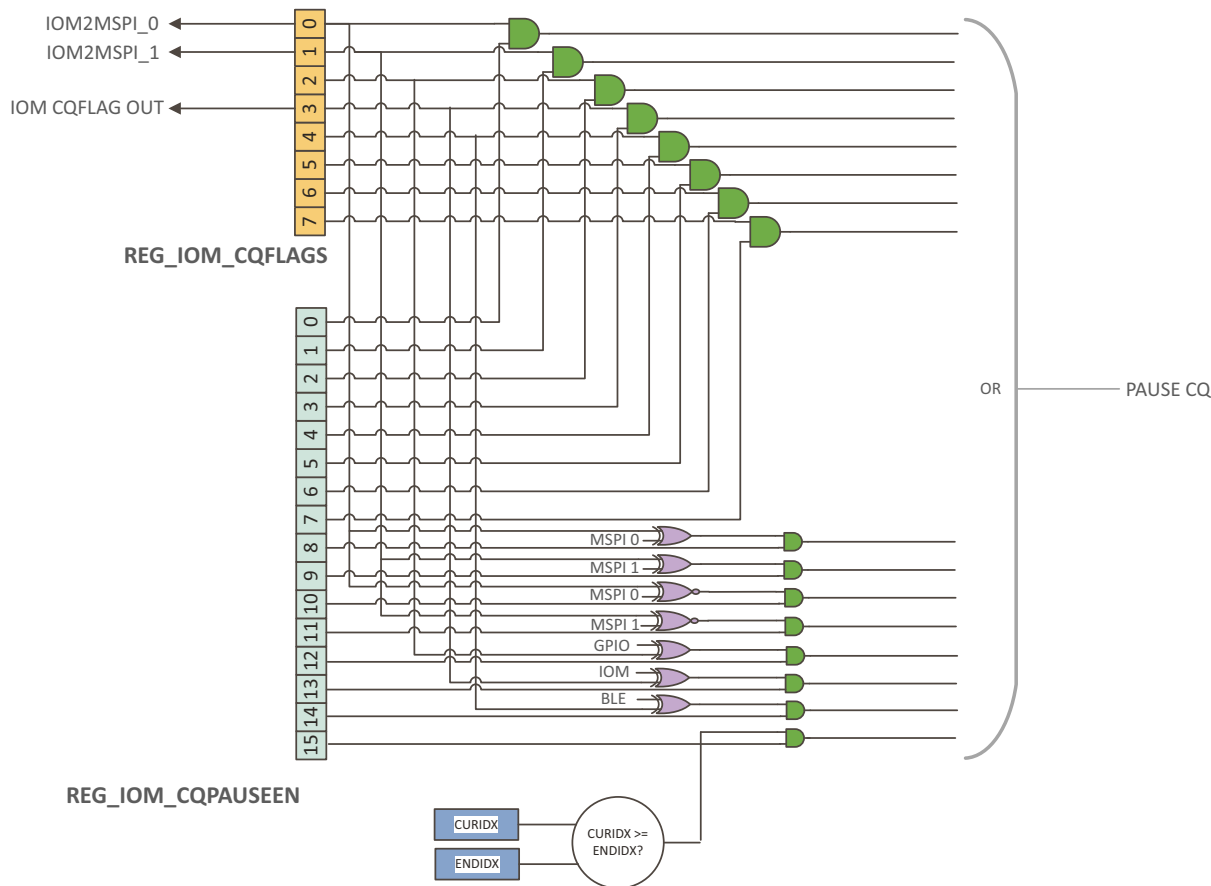 IOM2MSPI_0
IOM2MSPI_1
IOM CQFLAG OUT
0
1
2
3
4
5
6
7
REG_IOM_CQFLAGS
0
1
2
3
4
5
6
7
8
9
10
11
12
13
14
15
MSPI 0
MSPI 1
MSPI 0
MSPI 1
GPIO
IOM
BLE
OR
PAUSE CQ
REG_IOM_CQPAUSEEN
CURIDX
ENDIDX
CURIDX >=
ENDIDX?